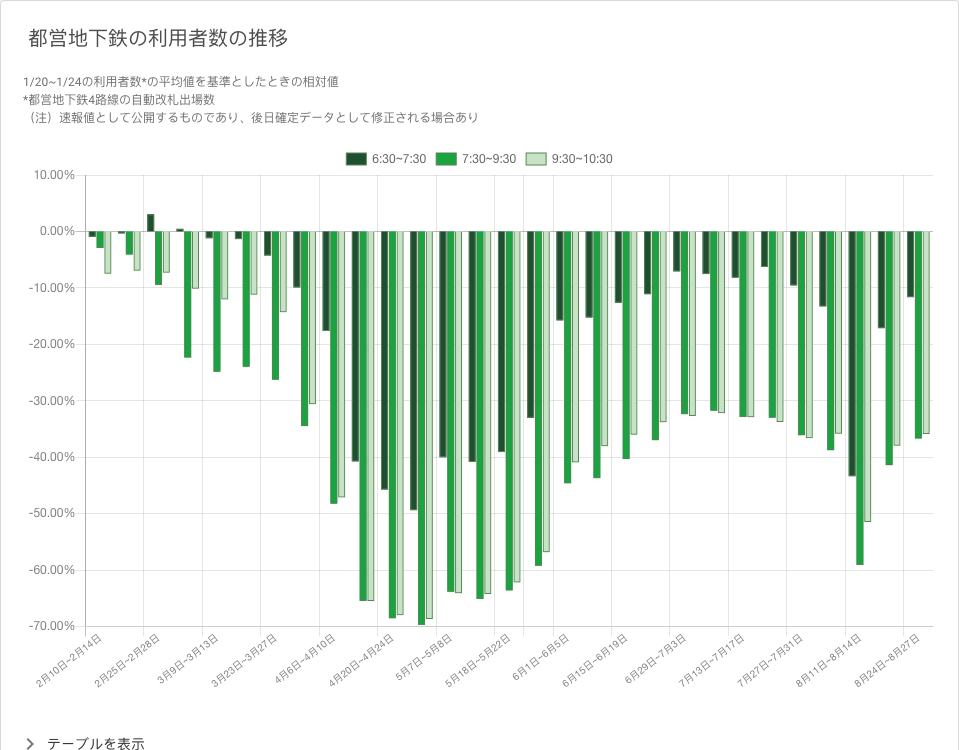 都営地下鉄の利用者数の推移
1/20~1/24の利用者数*の平均値を基準としたときの相対値
*都営地下鉄4路線の自動改札出場数
（注）速報値として公開するものであり、後日確定データとして修正される場合あり
6:30~7:30 7:30~9:30 9:30~10:30
10.00%
0.00%
-10.00%
-20.00%
-30.00%
-40.00%
-50.00%
-60.00%
-70.00%
2月10日~2月14日
2月25日~2月28日
3月9日~3月13日
3月23日~3月27日
4月6日~4月10日
4月20日~4月24日
5月7日~5月8日
5月18日~5月22日
6月1日~6月5日
6月15日~6月19日
6月29日~7月3日
7月13日~7月17日
7月27日~7月31日
8月11日~8月14日
8月24日~8月27日
テーブルを表示